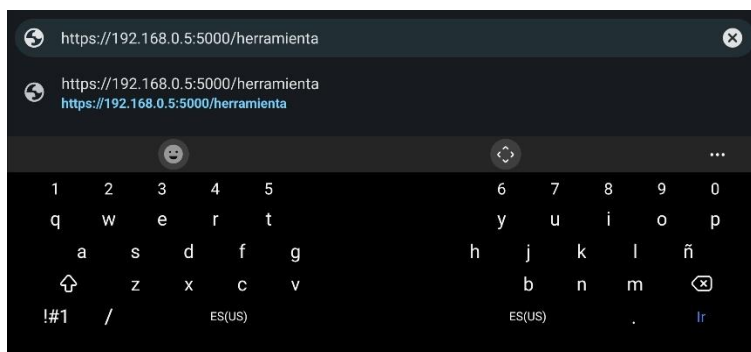 https://192.168.0.5:5000/herramienta
https://192.168.0.5:5000/herramienta
https://192.168.0.5:5000/herramienta
1 2 3 4 5 6 7 8 9 0
q w e r t y u i o p
a s d f g h j k l ñ
z x c v b n m
!#1 / ES(US) ES(US) . Ir